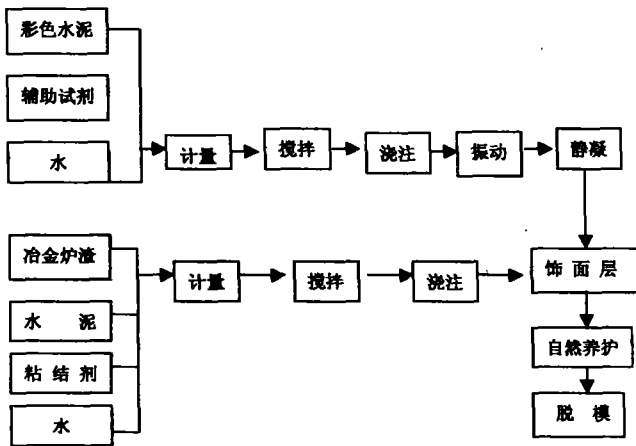 彩色水泥
辅助试剂
水
计量
搅拌
浇注
振动
静凝
冶金炉渣
水泥
粘结剂
水
计量
搅拌
浇注
饰面层
自然养护
脱模